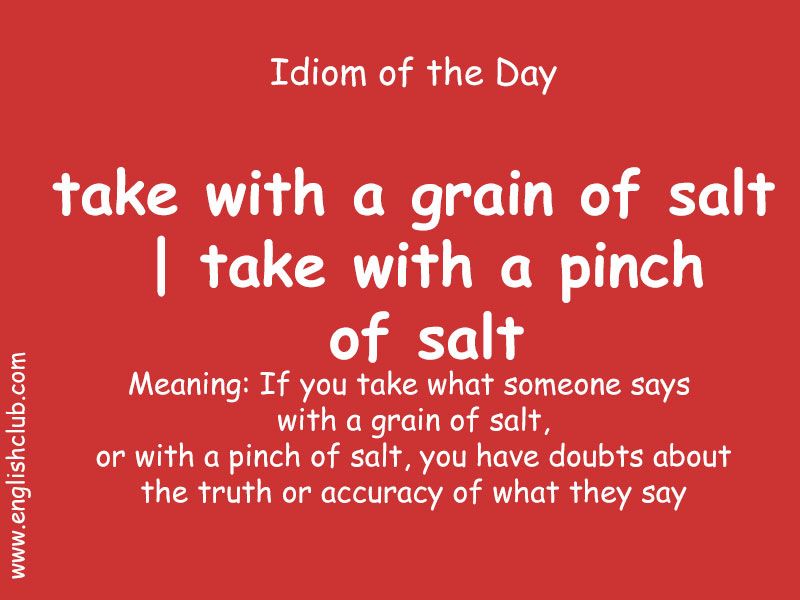 Idiom of the Day
take with a grain of salt
| take with a pinch
of salt
Meaning: If you take what someone says
with a grain of salt,
or with a pinch of salt, you have doubts about
the truth or accuracy of what they say
www.englishclub.com